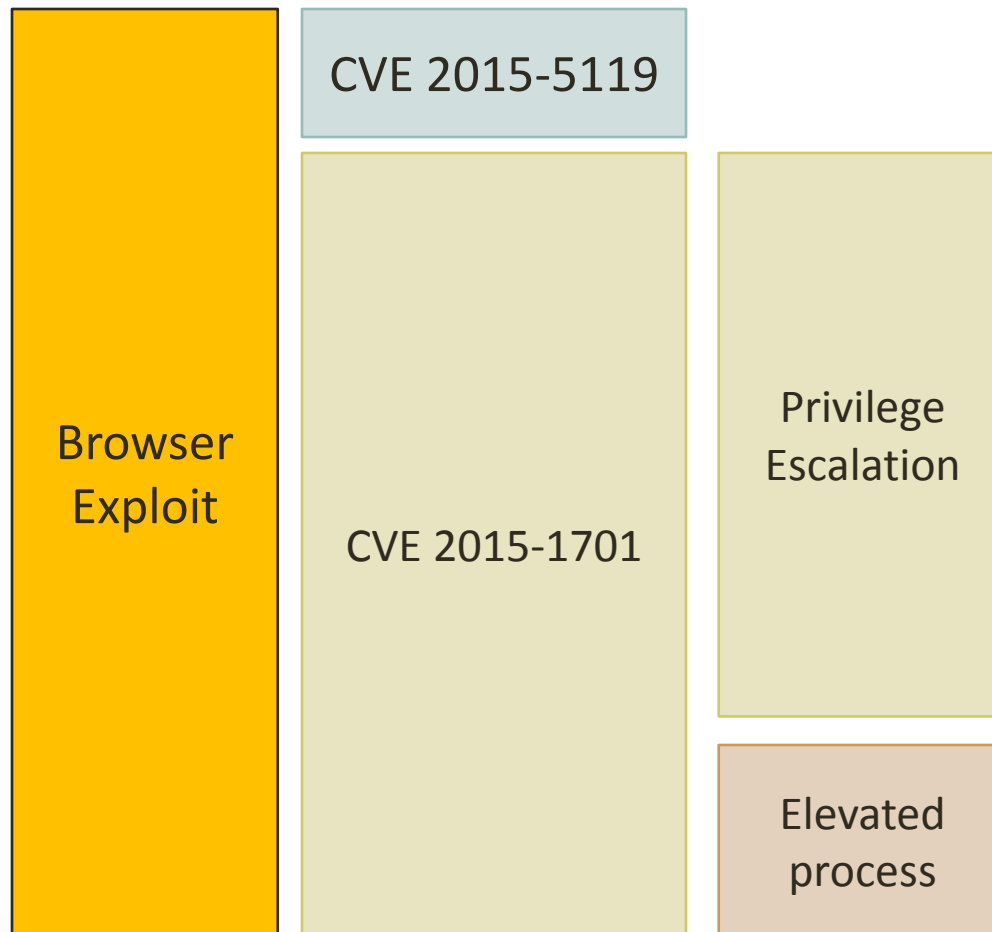 Browser
Exploit
CVE 2015-5119
CVE 2015-1701
Privilege
Escalation
Elevated
process